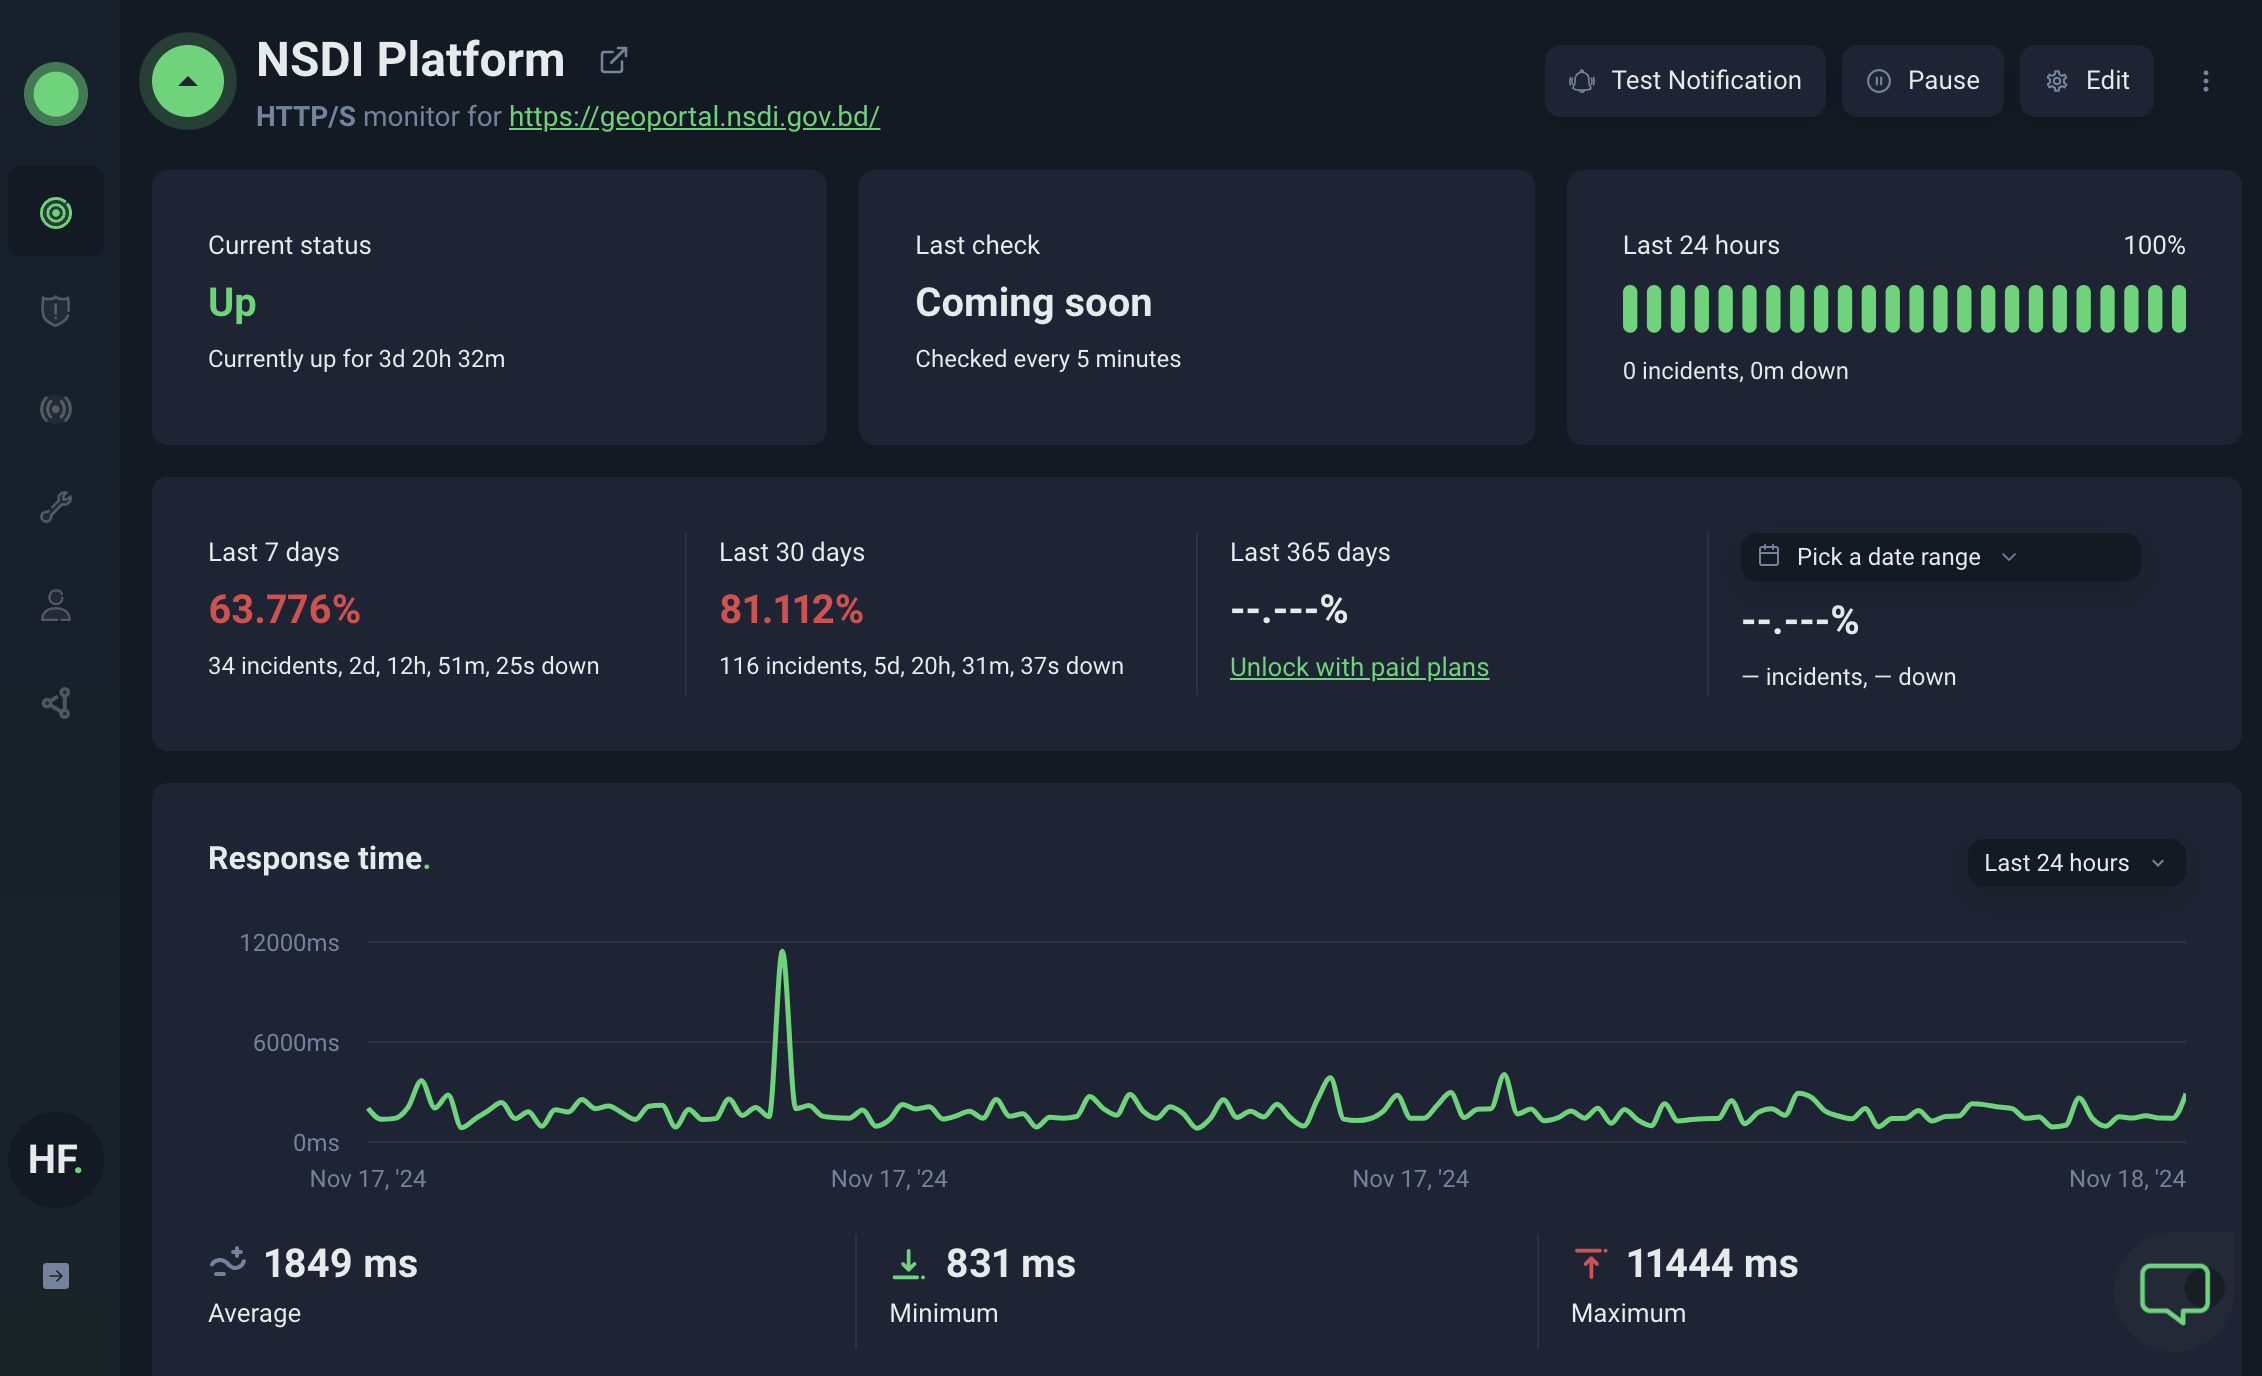 NSDI Platform
HTTP/S monitor for https://geoportal.nsdi.gov.bd/
Test Notification
Pause
Edit
Current status
Up
Currently up for 3d 20h 32m
Last check
Coming soon
Checked every 5 minutes
Last 24 hours
100%
0 incidents, 0m down
Last 7 days
63.776%
34 incidents, 2d, 12h, 51m, 25s down
Last 30 days
81.112%
116 incidents, 5d, 20h, 31m, 37s down
Last 365 days
--.---%
Unlock with paid plans
Pick a date range
--.---%
— incidents, — down
Response time.
Last 24 hours
12000ms
6000ms
0ms
Nov 17, '24
Nov 17, '24
Nov 17, '24
Nov 18, '24
HF.
1849 ms
Average
831 ms
Minimum
11444 ms
Maximum